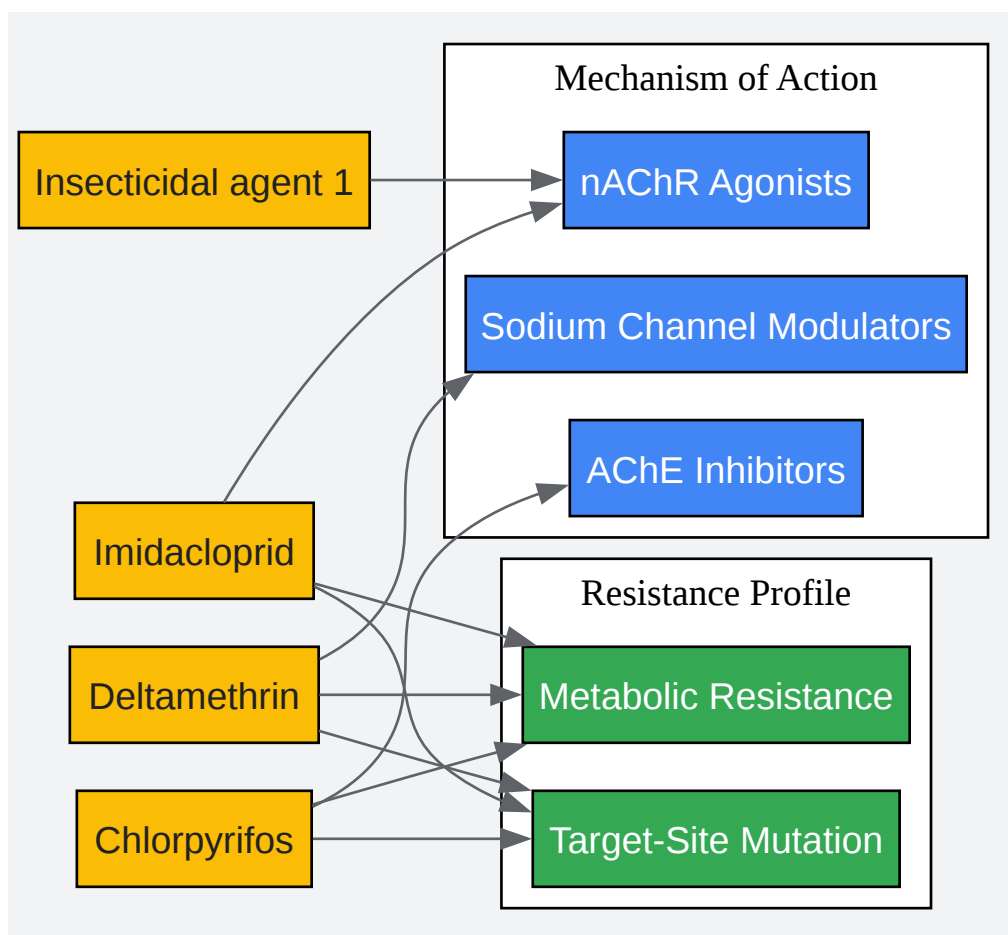 Mechanism of Action
Insecticidal agent 1
nAChR Agonists
Sodium Channel Modulators
AChE Inhibitors
Imidacloprid
Resistance Profile
Deltamethrin
Metabolic Resistance
Chlorpyrifos
Target-Site Mutation